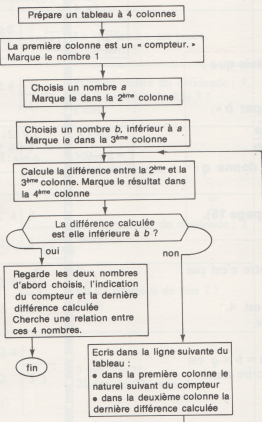 Prépare un tableau à 4 colonnes
La première colonne est un « compteur. »
Marque le nombre 1
Choisis un nombre a
Marque le dans la 2ème colonne
Choisis un nombre b, inférieur à a
Marque le dans la 3ème colonne
Calcule la différence entre la 2ème et la
3ème colonne. Marque le résultat dans
la 4ème colonne
La différence calculée
est elle inférieure à b ?
oui
non
Regarde les deux nombres
d'abord choisis, l'indication
du compteur et la dernière
différence calculée
Cherche une relation entre
ces 4 nombres.
fin
Ecris dans la ligne suivante du
tableau :
• dans la première colonne le
naturel suivant du compteur
• dans la deuxième colonne la
dernière différence calculée